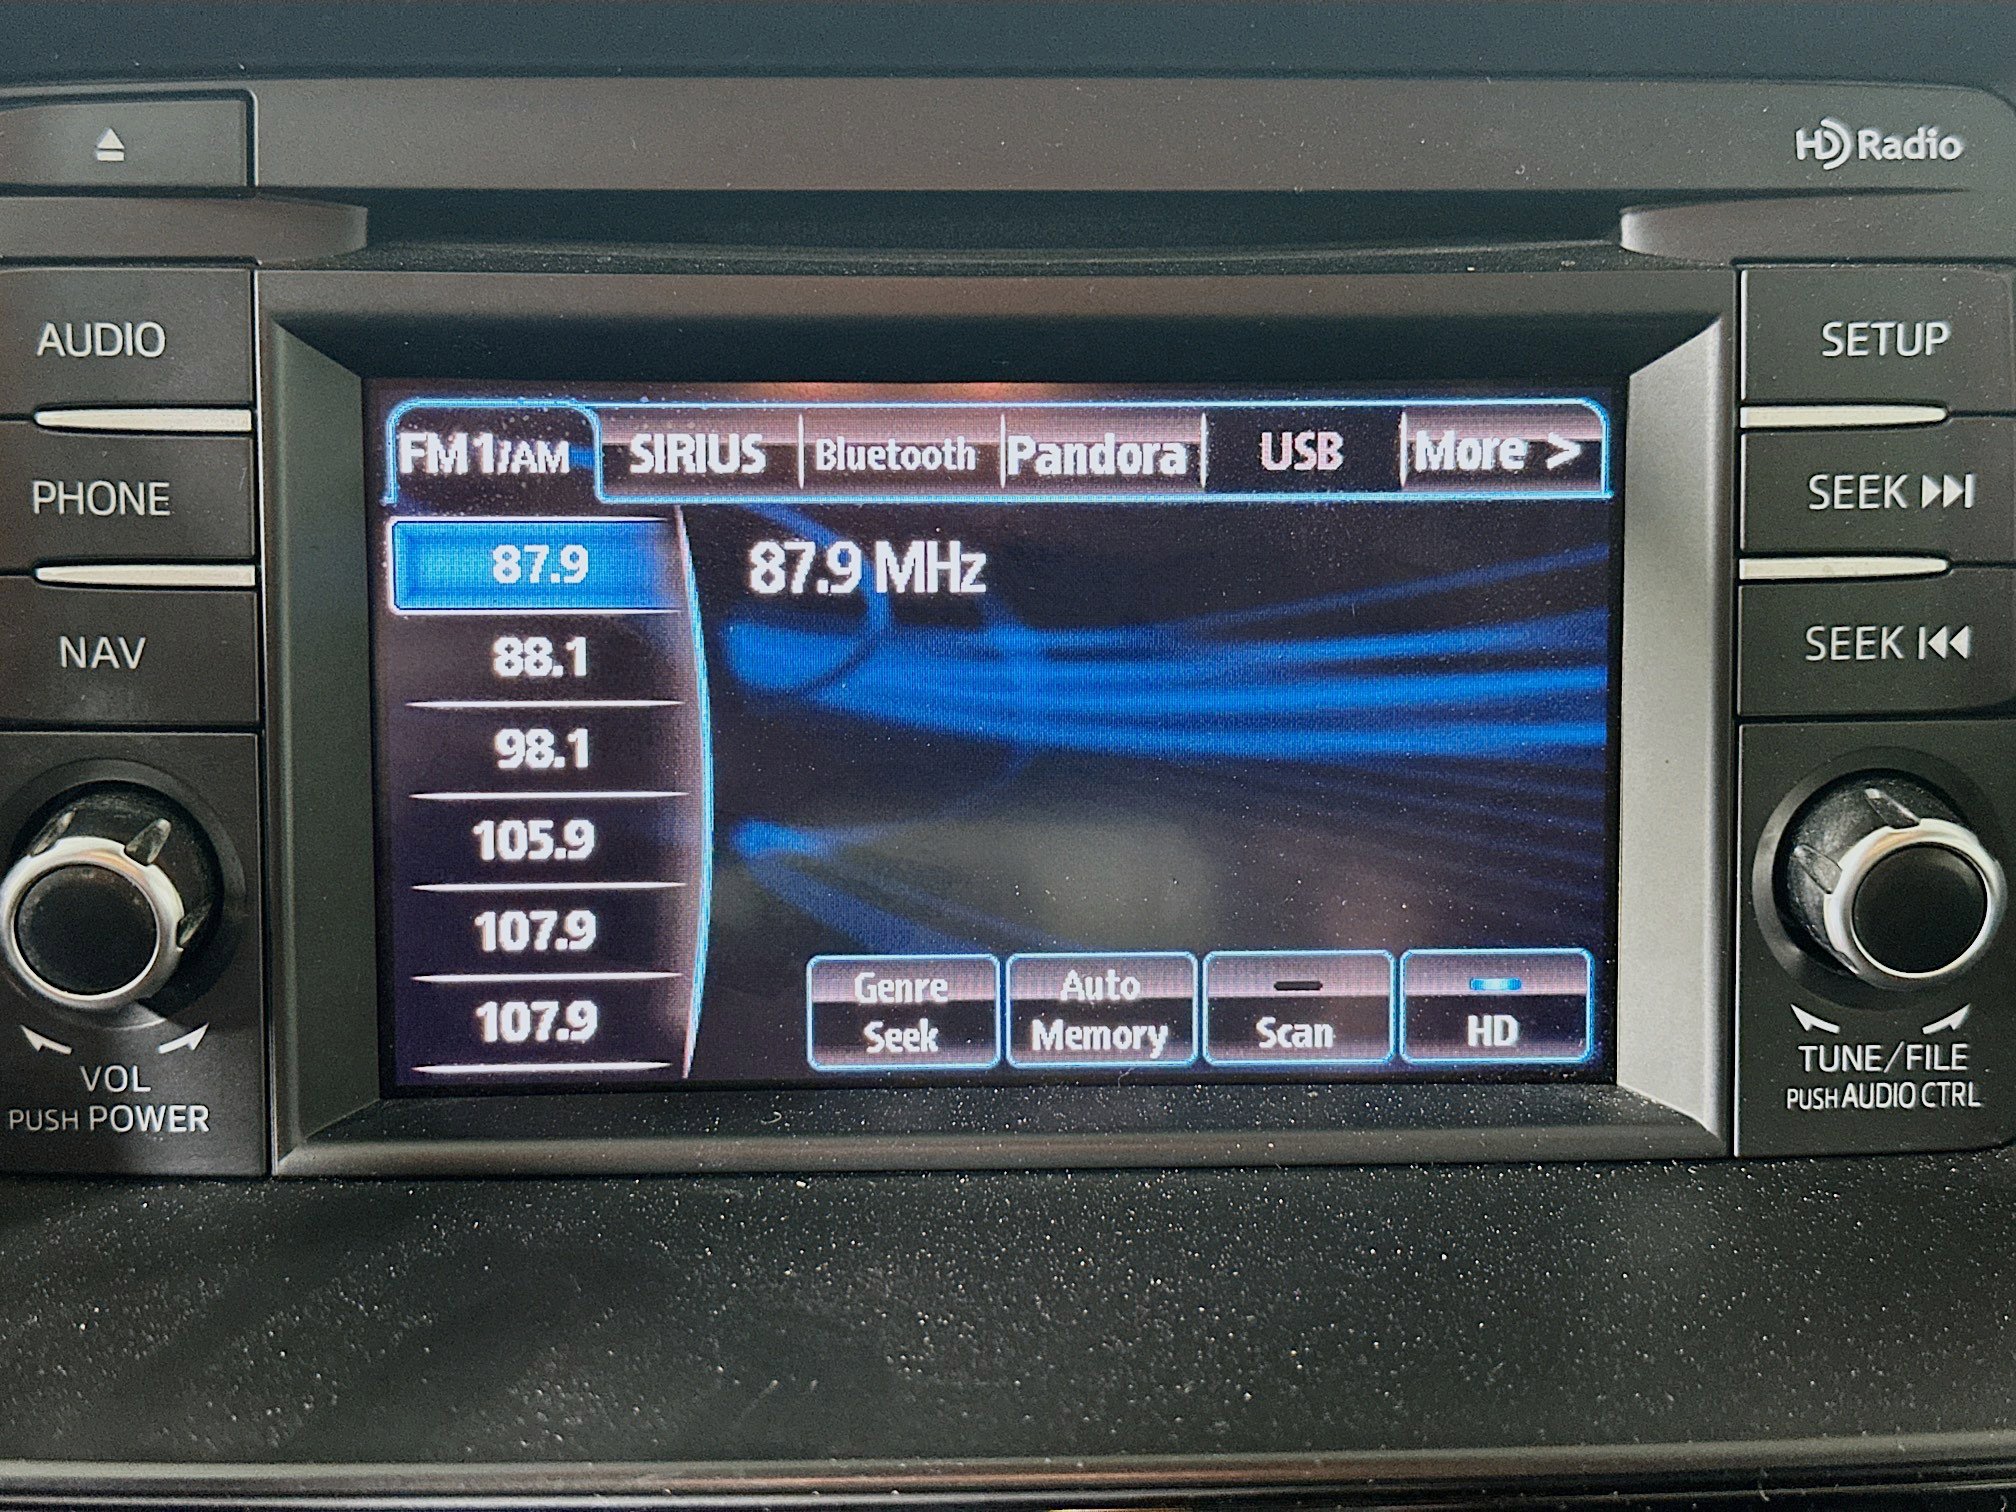 HD Radio
AUDIO
PHONE
NAV
VOL
PUSH POWER
FM1/AM
SIRIUS
Bluetooth
Pandora
USB
More >
87.9
88.1
98.1
105.9
107.9
107.9
87.9 MHz
Genre
Seek
Auto
Memory
Scan
HD
SETUP
SEEK
SEEK
TUNE/FILE
PUSH AUDIO CTRL